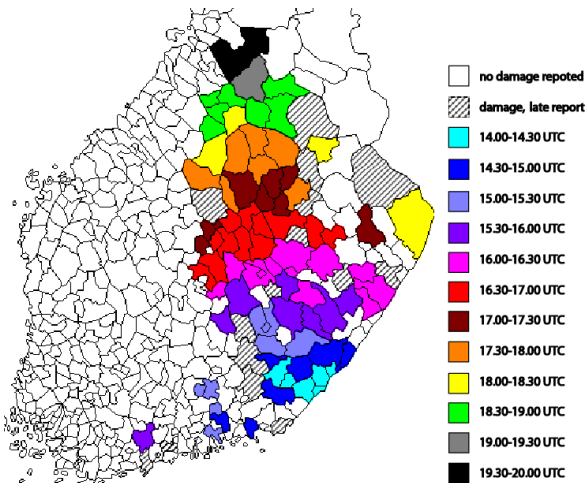 no damage repoted
damage, late report
14.00-14.30 UTC
14.30-15.00 UTC
15.00-15.30 UTC
15.30-16.00 UTC
16.00-16.30 UTC
16.30-17.00 UTC
17.00-17.30 UTC
17.30-18.00 UTC
18.00-18.30 UTC
18.30-19.00 UTC
19.00-19.30 UTC
19.30-20.00 UTC